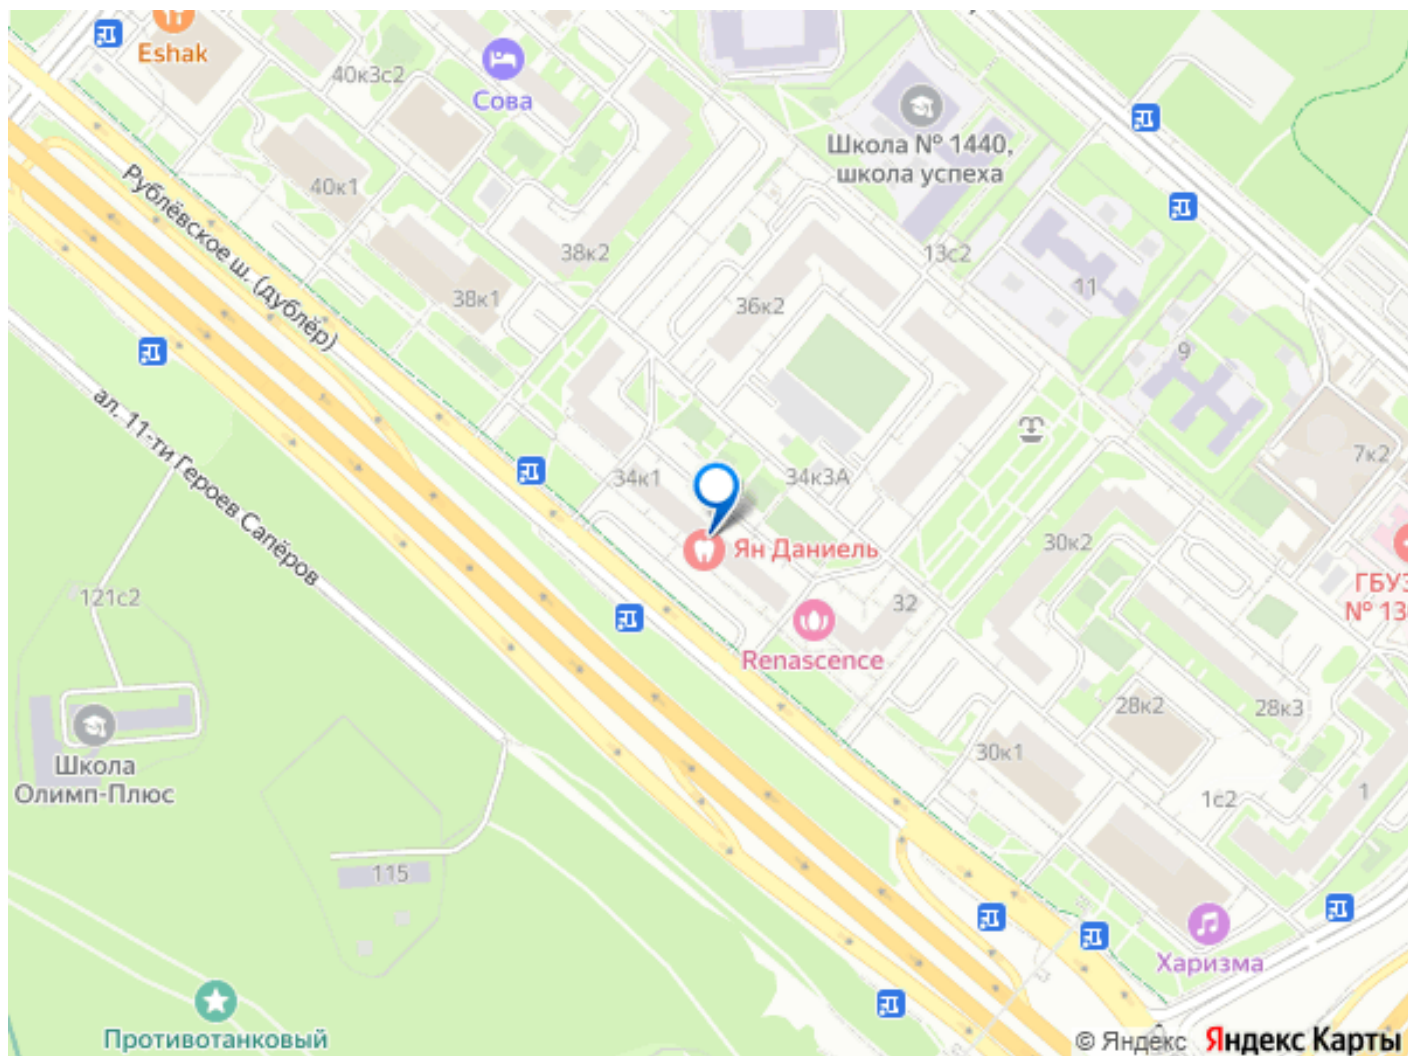 Eshak
40к3с2
Сова
Школа № 1440,
школа успеха
40к1
Рублёвское ш. (дублёр)
38к2
13с2
38к1
36к2
11
9
ал. 11-ти Героев Сапёров
34к1
34к3А
7к2
30к2
Ян Даниель
121с2
32
ГБУЗ
Renascence
28к2
28к3
30к1
Школа
Олимп-Плюс
1с2
1
115
Харизма
Противотанковый
© Яндекс Яндекс Карты